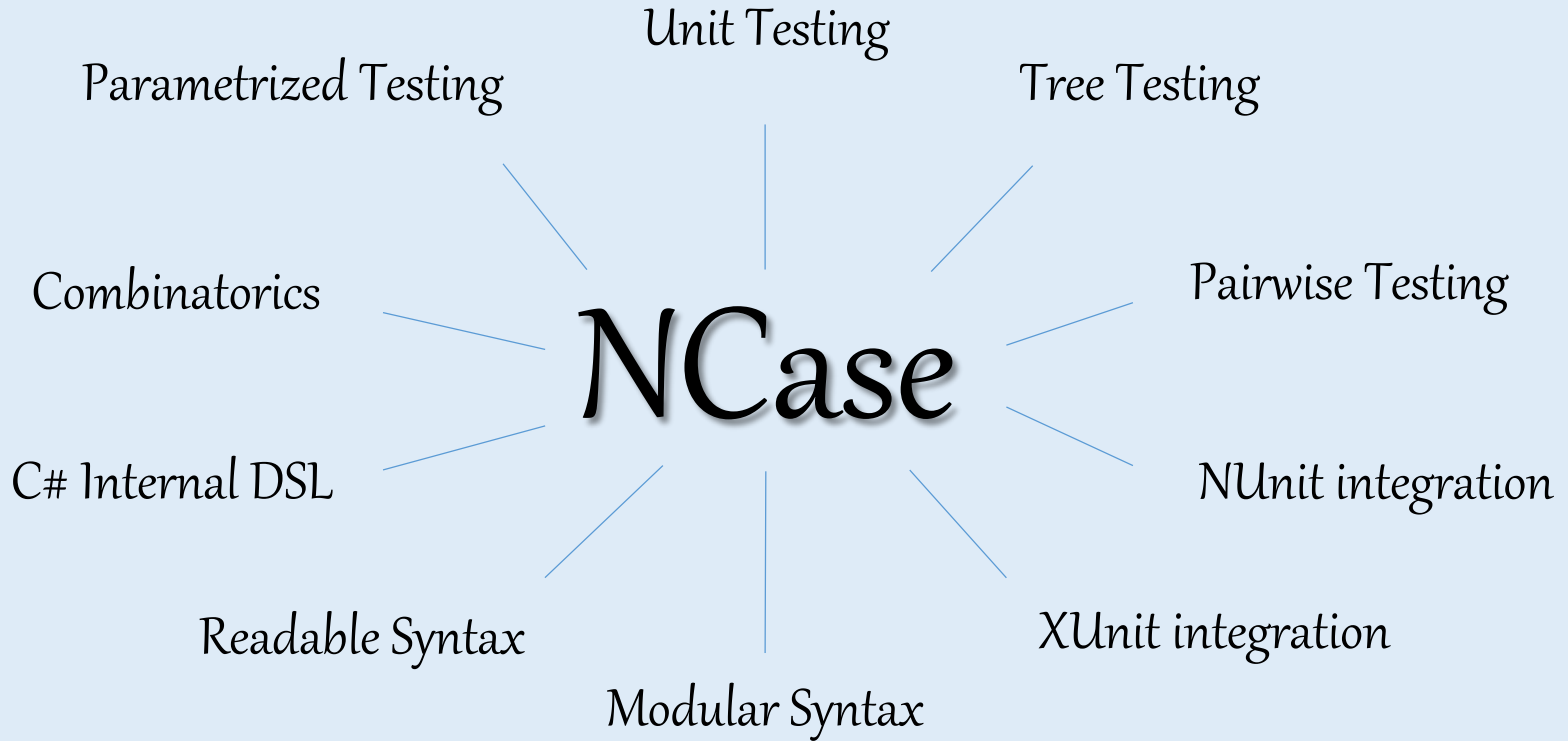 Unit Testing
Parametrized Testing
Tree Testing
Combinatorics
Pairwise Testing
NCase
C# Internal DSL
NUnit integration
Readable Syntax
XUnit integration
Modular Syntax